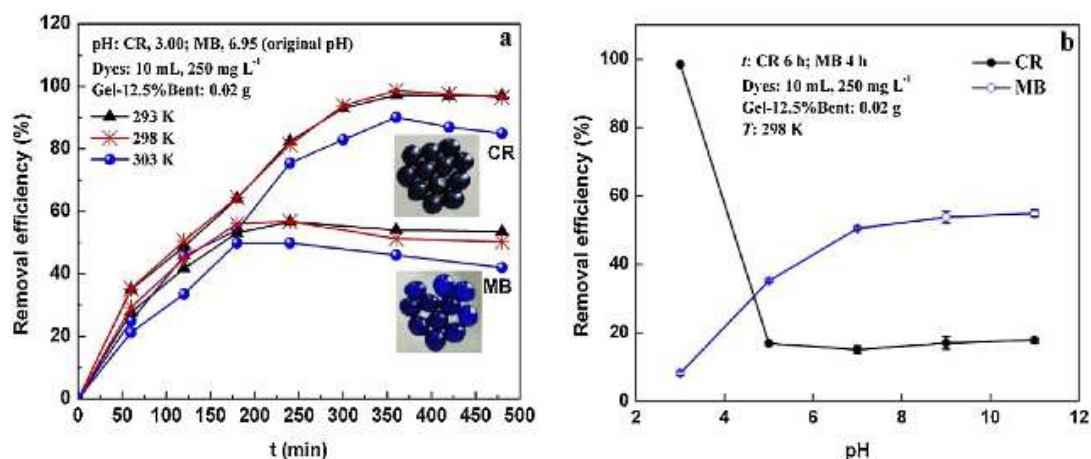 a
pH: CR, 3.00; MB, 6.95 (original pH)
Dyes: 10 mL, 250 mg L⁻¹
Gel-12.5%Bent: 0.02 g
293 K
298 K
303 K
CR
MB
Removal efficiency (%)
120
100
80
60
40
20
0
0 50 100 150 200 250 300 350 400 450 500
t (min)
b
t: CR 6 h; MB 4 h
Dyes: 10 mL, 250 mg L⁻¹
Gel-12.5%Bent: 0.02 g
T: 298 K
CR
MB
Removal efficiency (%)
100
80
60
40
20
0
2 4 6 8 10 12
pH